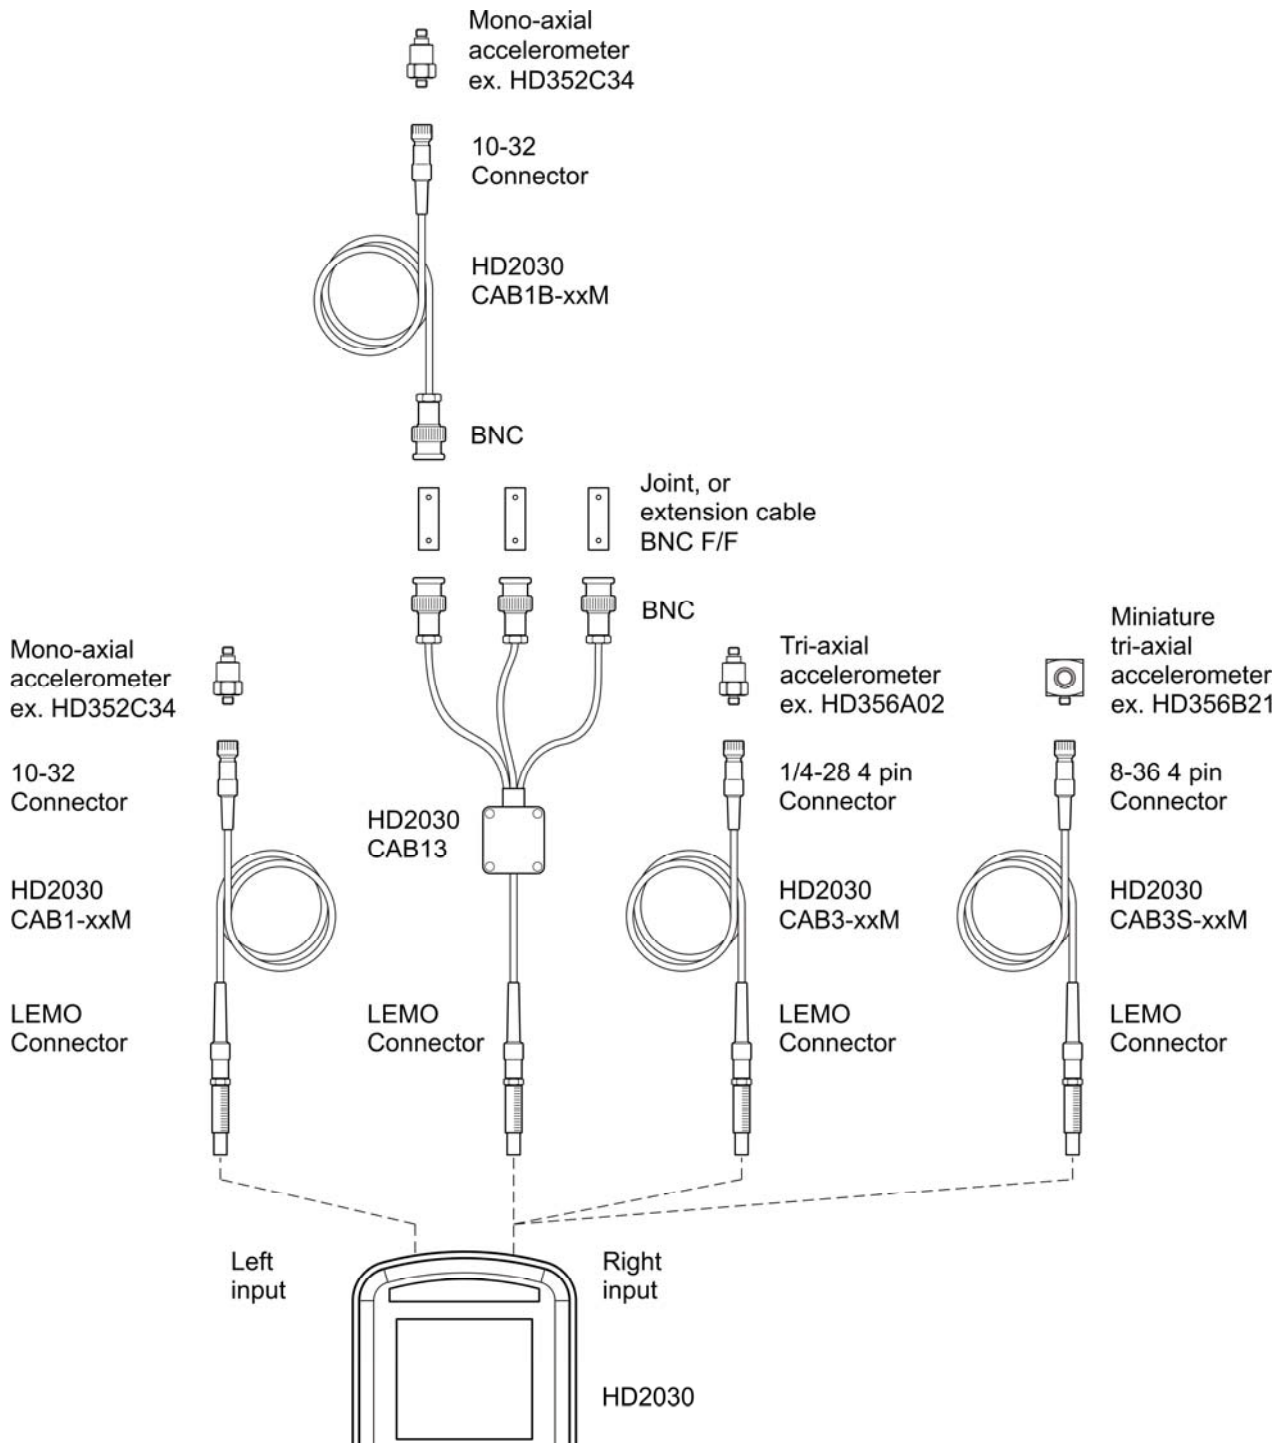 Mono-axial
accelerometer
ex. HD352C34
10-32
Connector
HD2030
CAB1B-xxM
BNC
Joint, or
extension cable
BNC F/F
BNC
Mono-axial
accelerometer
ex. HD352C34
10-32
Connector
HD2030
CAB1-xxM
LEMO
Connector
HD2030
CAB13
LEMO
Connector
Tri-axial
accelerometer
ex. HD356A02
1/4-28 4 pin
Connector
HD2030
CAB3-xxM
LEMO
Connector
Miniature
tri-axial
accelerometer
ex. HD356B21
8-36 4 pin
Connector
HD2030
CAB3S-xxM
LEMO
Connector
Left
input
Right
input
HD2030